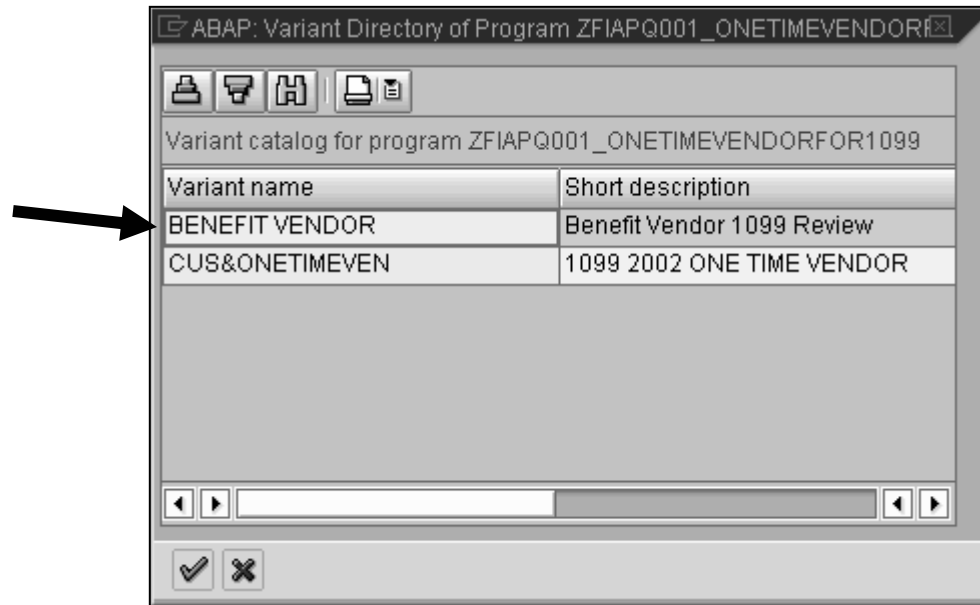 ABAP: Variant Directory of Program ZFIAPQ001_ONETIMEVENDORF
Variant catalog for program ZFIAPQ001_ONETIMEVENDORFOR1099
Variant name Short description
BENEFIT VENDOR Benefit Vendor 1099 Review
CUS&ONETIMEVEN 1099 2002 ONE TIME VENDOR